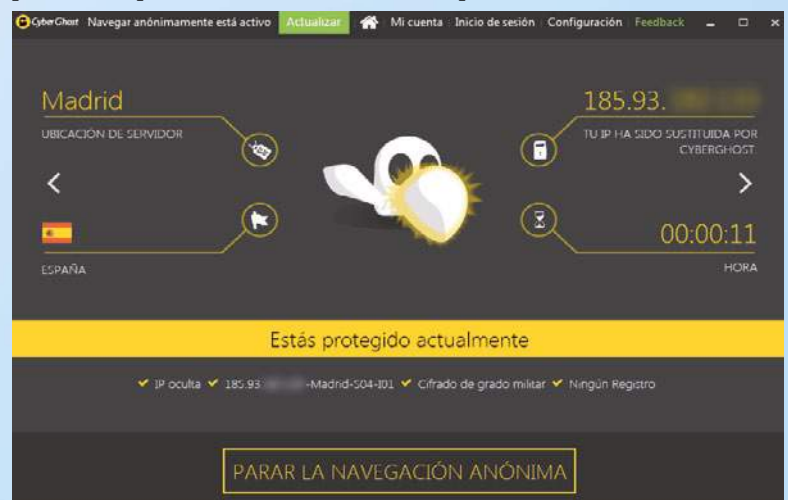 CyberGhost Navegar anónimamente está activo Actualizar Mi cuenta Inicio de sesión Configuración Feedback
Madrid
UBICACIÓN DE SERVIDOR
ESPAÑA
185.93.
TU IP HA SIDO SUSTITUIDA POR
CYBERGHOST.
00:00:11
HORA
Estás protegido actualmente
IP oculta 185.93. -Madrid-S04-I01 Cifrado de grado militar Ningún Registro
PARAR LA NAVEGACIÓN ANÓNIMA